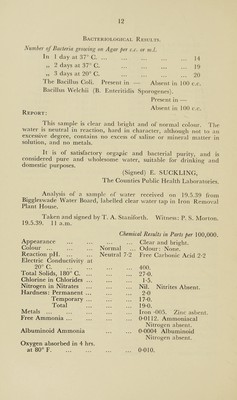 12
Bacteriological Results.
Number of Bacteria growing on Agar per c.c. or m.l.
In 1 day at 37° C. ... ... ... ... ... 14
„ 2 days at 37° C. ... ... ... ... ... 19
„ 3 days at 20° C. ... ... ... ... ... 20
The Bacillus Coli. Present in — Absent in 100 c.c.
Bacillus Welchii (B. Enteritidis Sporogenes).
Present in —
Absent in 100 c.c.
Report:
This sample is clear and bright and of normal colour. The
water is neutral in reaction, hard in character, although not to an
excessive degree, contains no excess of saline or mineral matter in
solution, and no metals.
It is of satisfactory organic and bacterial purity, and is
considered pure and wholesome water, suitable for drinking and
domestic purposes.
(Signed) E. SUCKLING,
The Counties Public Health Laboratories.
Analysis of a sample of water received on 19.5.39 from
Biggleswade Water Board, labelled clear water tap in Iron Removal
Plant House.
Taken and signed by T. A. Staniforth. Witness: P. S. Morton.
19.5.39. 11 a.m.
Chemical Results in Parts per 100,000.
Appearance ... ... ... Clear and bright.
Colour ... ... Normal ... Odour: None.
Reaction pH. ... Neutral 7·2 Free Carbonic Acid 2·2
Electric Conductivity at
20° C. ... ... ... 400.
Total Solids, 180° C. ... ... 27·0.
Chlorine in Chlorides ... ... 1·5.
Nitrogen in Nitrates ... ... Nil. Nitrites Absent.
Hardness: Permanent ... ... 2·0
Temporary ... ... 17·0.
Total ... ... 19·0.
Metals ... ... ... ... Iron ·065. Zinc asbent.
Free Ammonia ... ... ... 0·0112. Ammoniacal
Nitrogen absent.
Albuminoid Ammonia ... 0·0004 Albuminoid
Nitrogen absent.
Oxygen absorbed in 4 hrs.
at 80° F. ... ... ... 0·010.